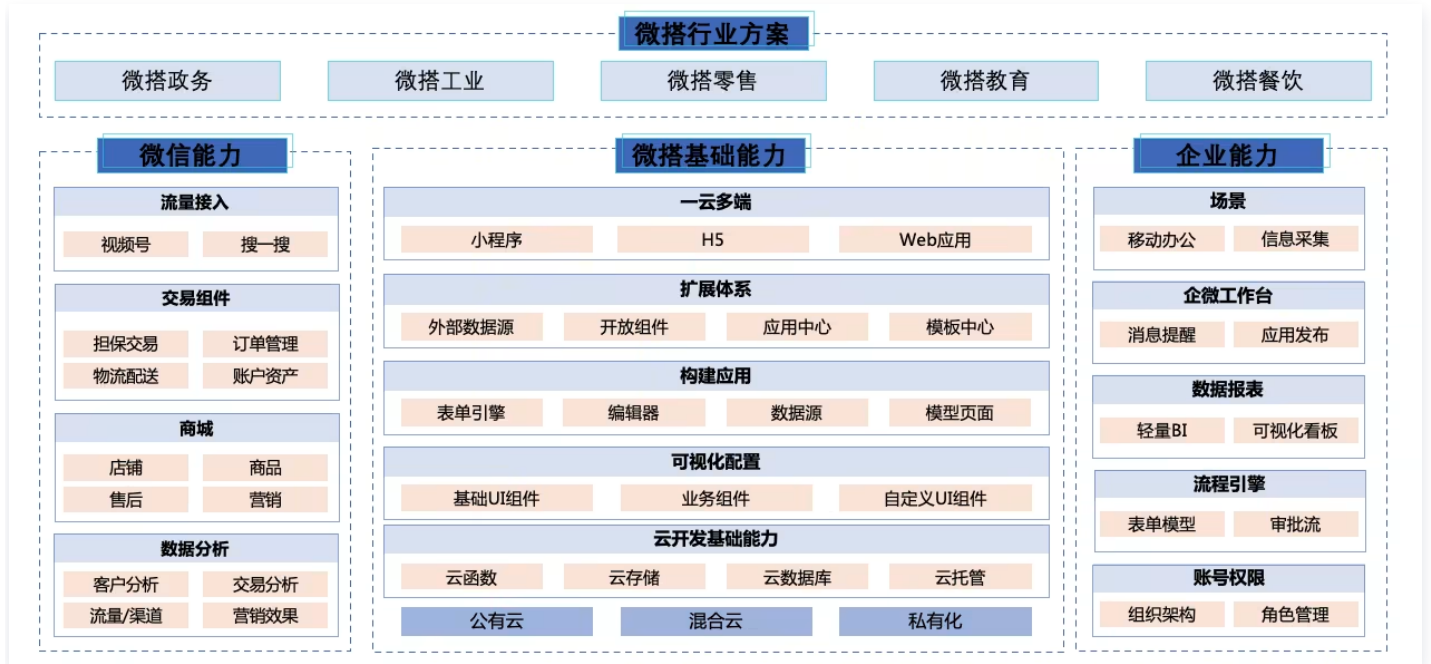 微搭行业方案
微搭政务 微搭工业 微搭零售 微搭教育 微搭餐饮
微信能力
流量接入
视频号 搜一搜
交易组件
担保交易 订单管理
物流配送 账户资产
商城
店铺 商品
售后 营销
数据分析
客户分析 交易分析
流量/渠道 营销效果
微搭基础能力
一云多端
小程序 H5 Web应用
扩展体系
外部数据源 开放组件 应用中心 模板中心
构建应用
表单引擎 编辑器 数据源 模型页面
可视化配置
基础UI组件 业务组件 自定义UI组件
云开发基础能力
云函数 云存储 云数据库 云托管
公有云 混合云 私有化
企业能力
场景
移动办公 信息采集
企微工作台
消息提醒 应用发布
数据报表
轻量BI 可视化看板
流程引擎
表单模型 审批流
账号权限
组织架构 角色管理